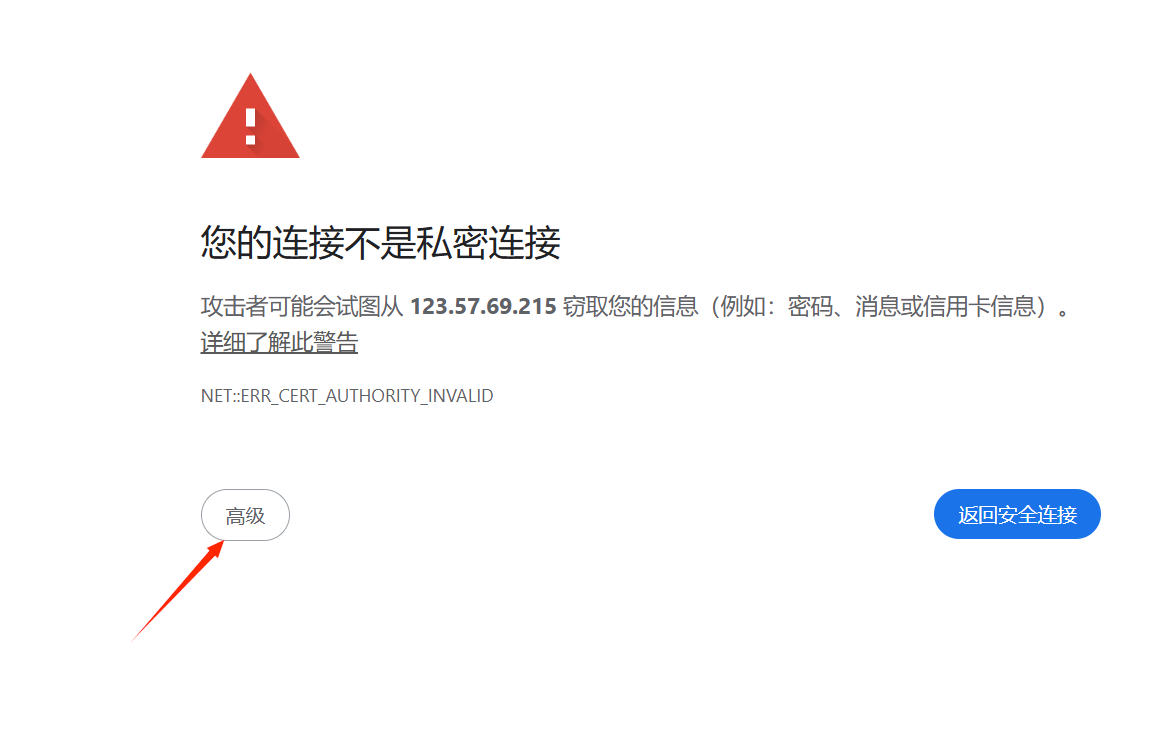 您的连接不是私密连接
攻击者可能会试图从 123.57.69.215 窃取您的信息（例如：密码、消息或信用卡信息）。
详细了解此警告
NET::ERR_CERT_AUTHORITY_INVALID
高级
返回安全连接